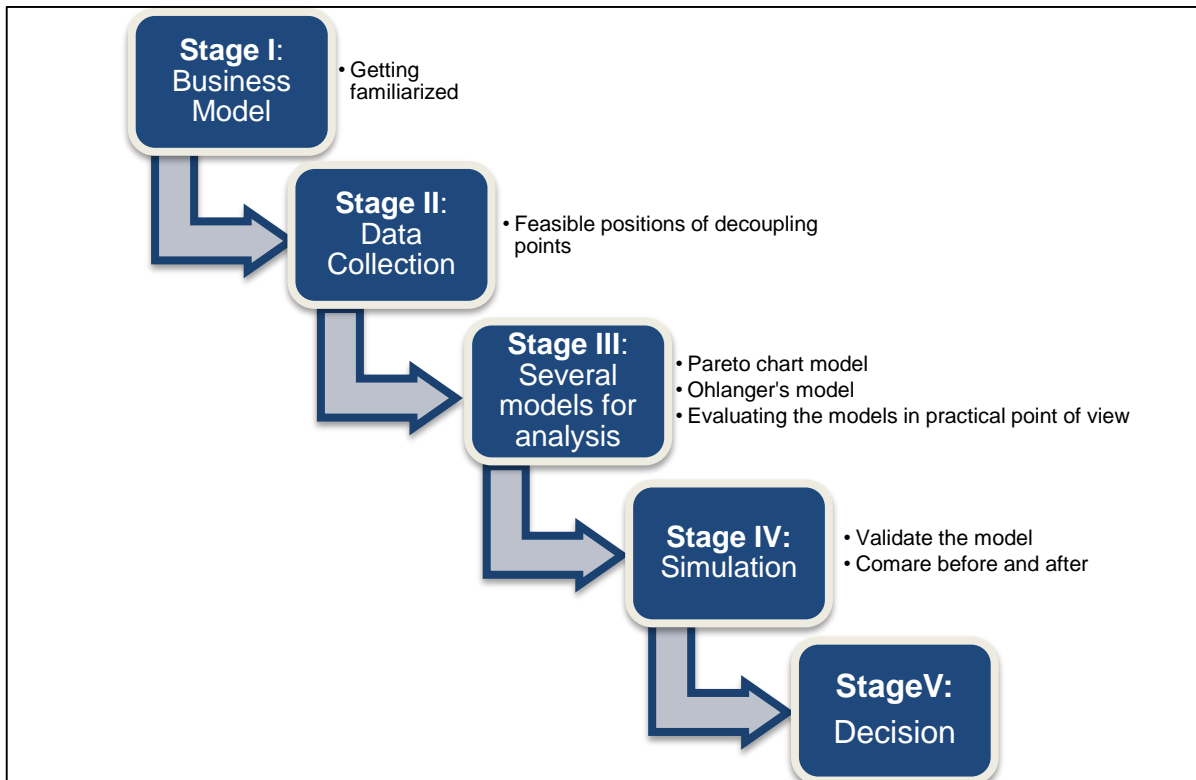 Stage I:
Business
Model
• Getting
familiarized
Stage II:
Data
Collection
• Feasible positions of decoupling
points
Stage III:
Several
models for
analysis
• Pareto chart model
• Ohlanger's model
• Evaluating the models in practical point of view
Stage IV:
Simulation
• Validate the model
• Comare before and after
StageV:
Decision